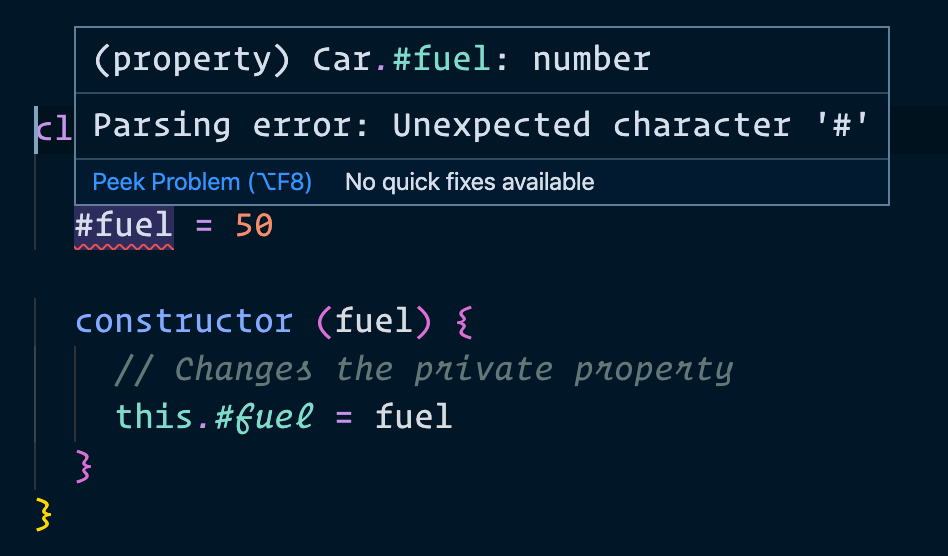 (property) Car.#fuel: number
cl
Parsing error: Unexpected character '#'
Peek Problem (⌥F8) No quick fixes available
#fuel = 50
constructor (fuel) {
// Changes the private property
this.#fuel = fuel
}
}